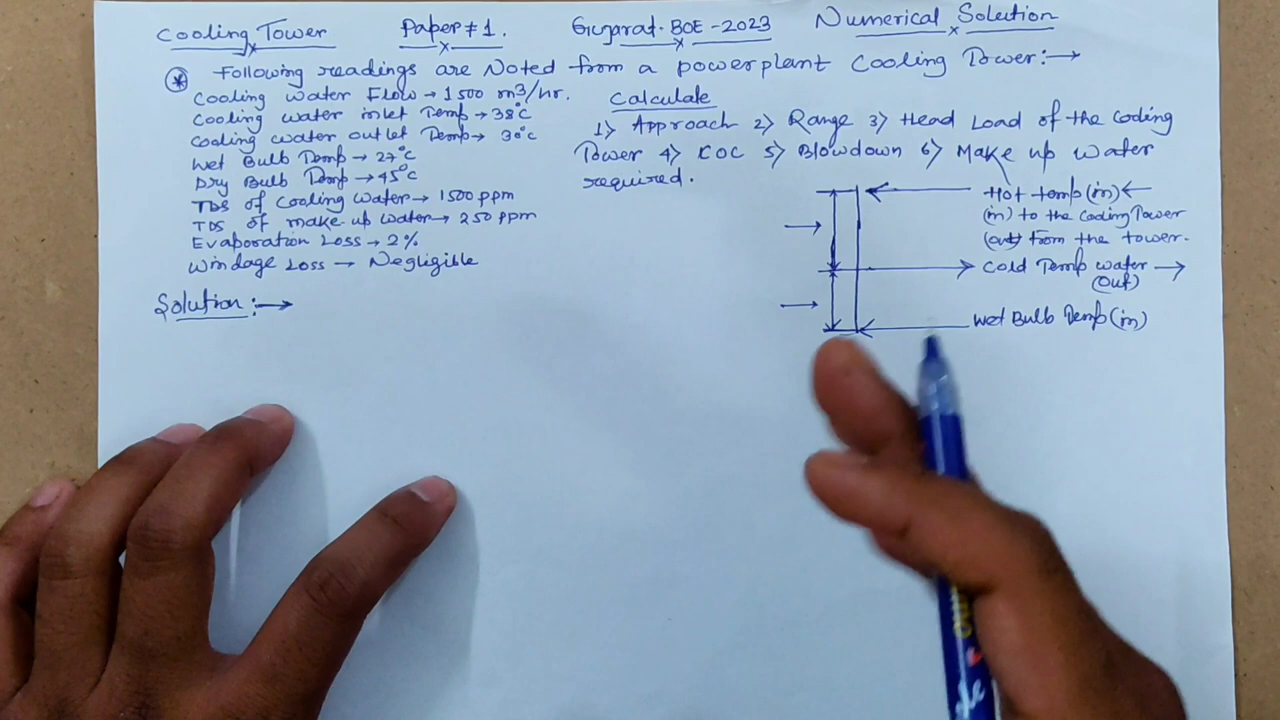 Cooling Tower Paper # 1. Gujarat. BOE - 2023 Numerical Solution
* Following readings are Noted from a powerplant Cooling Tower:→
Cooling Water Flow → 1500 m3/hr.
Cooling water inlet Temp → 38°C
Cooling water outlet Temp → 30°C
Wet Bulb Temp → 27°C
Dry Bulb Temp → 45°C
TDS of Cooling Water → 1500 ppm
TDS of make-up Water → 250 ppm
Evaporation Loss → 2%
Windage Loss → Negligible
Calculate
1) Approach 2) Range 3) Head Load of the Cooling
Tower 4) COC 5) Blowdown 6) Make up Water
required.
Hot temp (in) ←
(in) to the Cooling Tower
(out) from the tower.
Cold Temp water →
(out)
Wet Bulb Temp (in)
Solution :→